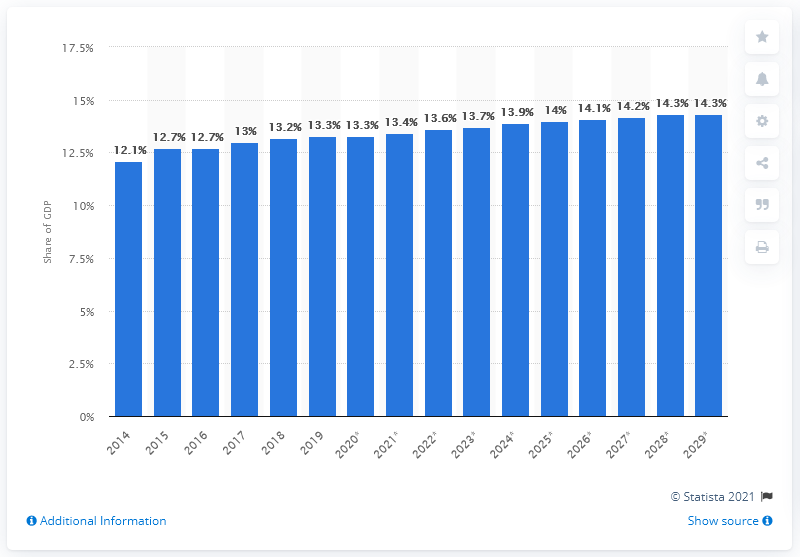 17.5%
15%
12.5%
10%
7.5%
5%
2.5%
0%
Share of GDP
12.1% 12.7% 12.7% 13% 13.2% 13.3% 13.3% 13.4% 13.6% 13.7% 13.9% 14% 14.1% 14.2% 14.3% 14.3%
2014 2015 2016 2017 2018 2019 2020* 2021* 2022* 2023* 2024* 2025* 2026* 2027* 2028* 2029*
© Statista 2021
Additional Information
Show source